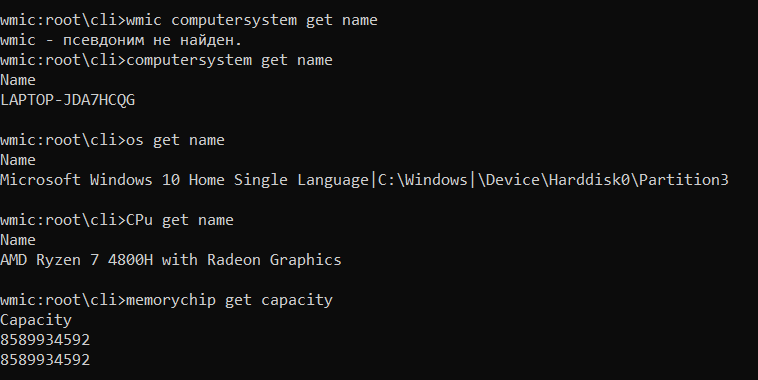 wmic:root\cli>wmic computersystem get name
wmic - псевдоним не найден.
wmic:root\cli>computersystem get name
Name
LAPTOP-JDA7HCQG
wmic:root\cli>os get name
Name
Microsoft Windows 10 Home Single Language|C:\Windows|\Device\Harddisk0\Partition3
wmic:root\cli>CPu get name
Name
AMD Ryzen 7 4800H with Radeon Graphics
wmic:root\cli>memorychip get capacity
Capacity
8589934592
8589934592